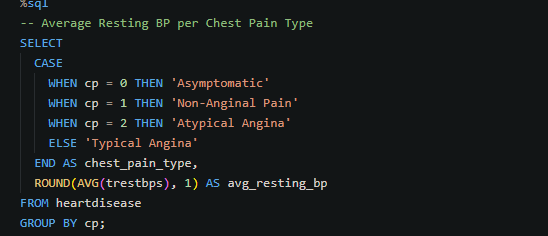 %sql
-- Average Resting BP per Chest Pain Type
SELECT
CASE
WHEN cp = 0 THEN 'Asymptomatic'
WHEN cp = 1 THEN 'Non-Anginal Pain'
WHEN cp = 2 THEN 'Atypical Angina'
ELSE 'Typical Angina'
END AS chest_pain_type,
ROUND(AVG(trestbps), 1) AS avg_resting_bp
FROM heartdisease
GROUP BY cp;